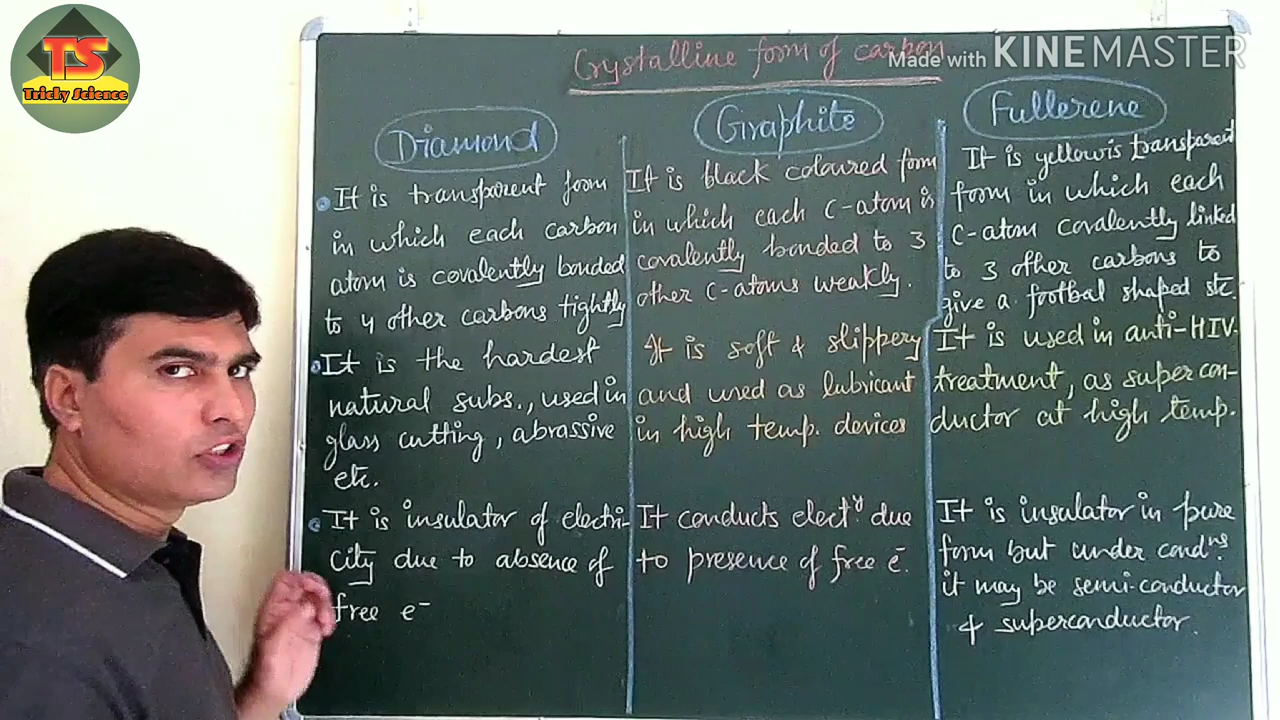 TS
Tricky Science
Made with KINEMASTER
Crystalline form of carbon
Diamond
It is transparent form
in which each carbon
atom is covalently bonded
to 4 other carbons tightly
It is the hardest
natural subs., used in
glass cutting, abrassive
etc.
It is insulator of electri-
city due to absence of
free e⁻
Graphite
It is black coloured form
in which each C-atom is
covalently bonded to 3
other C-atoms weakly.
It is soft & slippery
and used as lubricant
in high temp. devices
It conducts elect.y due
to presence of free e⁻.
Fullerene
It is yellowis transparent
form in which each
C-atom covalently linked
to 3 other carbons to
give a footbal shaped stc.
It is used in anti-HIV.
treatment, as supercon-
ductor at high temp.
It is insulator in pure
form but under cond.ns
it may be semi-conductor
& superconductor.